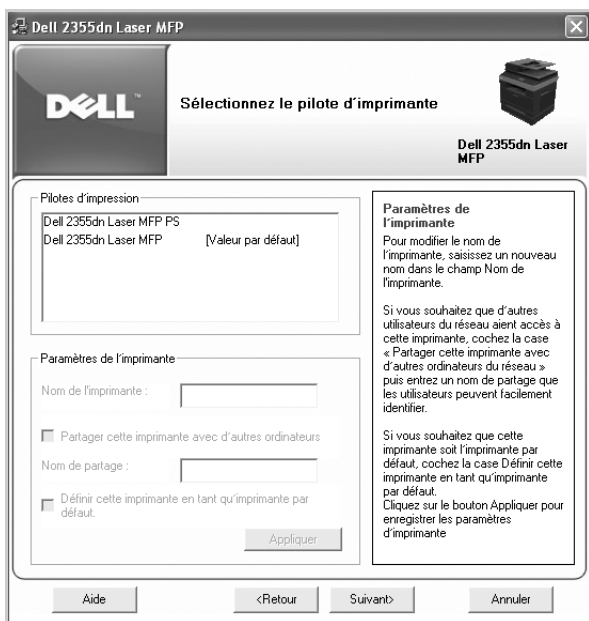 Dell 2355dn Laser MFP
DELL™
Sélectionnez le pilote d'imprimante
Dell 2355dn Laser
MFP
Pilotes d'impression
Dell 2355dn Laser MFP PS
Dell 2355dn Laser MFP [Valeur par défaut]
Paramètres de l'imprimante
Nom de l'imprimante :
Partager cette imprimante avec d'autres ordinateurs
Nom de partage :
Définir cette imprimante en tant qu'imprimante par
défaut.
Appliquer
Paramètres de
l'imprimante
Pour modifier le nom de
l'imprimante, saisissez un nouveau
nom dans le champ Nom de
l'imprimante.
Si vous souhaitez que d'autres
utilisateurs du réseau aient accès à
cette imprimante, cochez la case
« Partager cette imprimante avec
d'autres ordinateurs du réseau »
puis entrez un nom de partage que
les utilisateurs peuvent facilement
identifier.
Si vous souhaitez que cette
imprimante soit l'imprimante par
défaut, cochez la case Définir cette
imprimante en tant qu'imprimante
par défaut.
Cliquez sur le bouton Appliquer pour
enregistrer les paramètres
d'imprimante
Aide
<Retour
Suivant>
Annuler